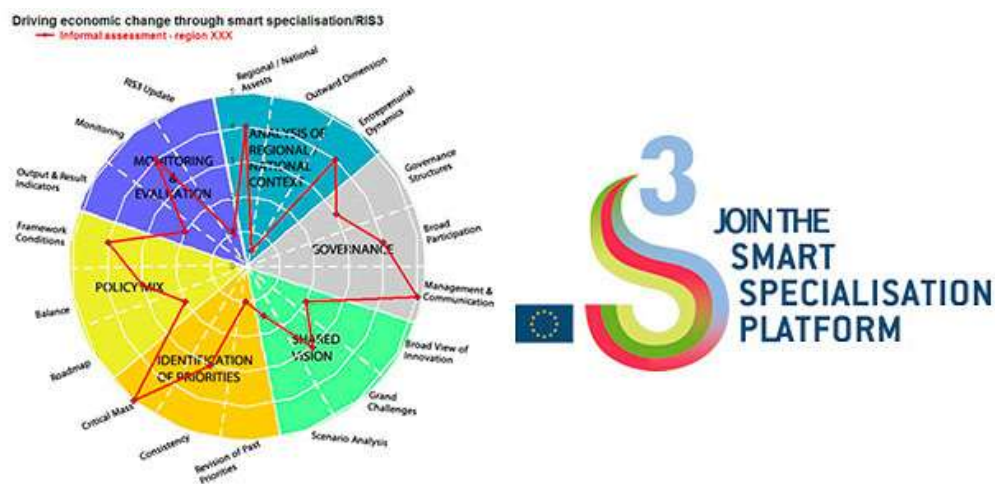 Driving economic change through smart specialisation/RIS3
Informal assessment - region XXX
Regional / National
Assests
Outward Dimension
Entreprenurial
Dynamics
Governance
Structures
Broad
Participation
Management &
Communication
Broad View of
Innovation
Grand
Challenges
Scenario Analysis
Revision of Past
Priorities
Consistency
Critical Mass
Roadmap
Balance
Framework
Conditions
Output & Result
Indicators
Monitoring
RIS3 Update
ANALYSIS OF
REGIONAL /
NATIONAL
CONTEXT
GOVERNANCE
SHARED
VISION
IDENTIFICATION
OF PRIORITIES
POLICY MIX
MONITORING
&
EVALUATION
S3
JOIN THE
SMART
SPECIALISATION
PLATFORM